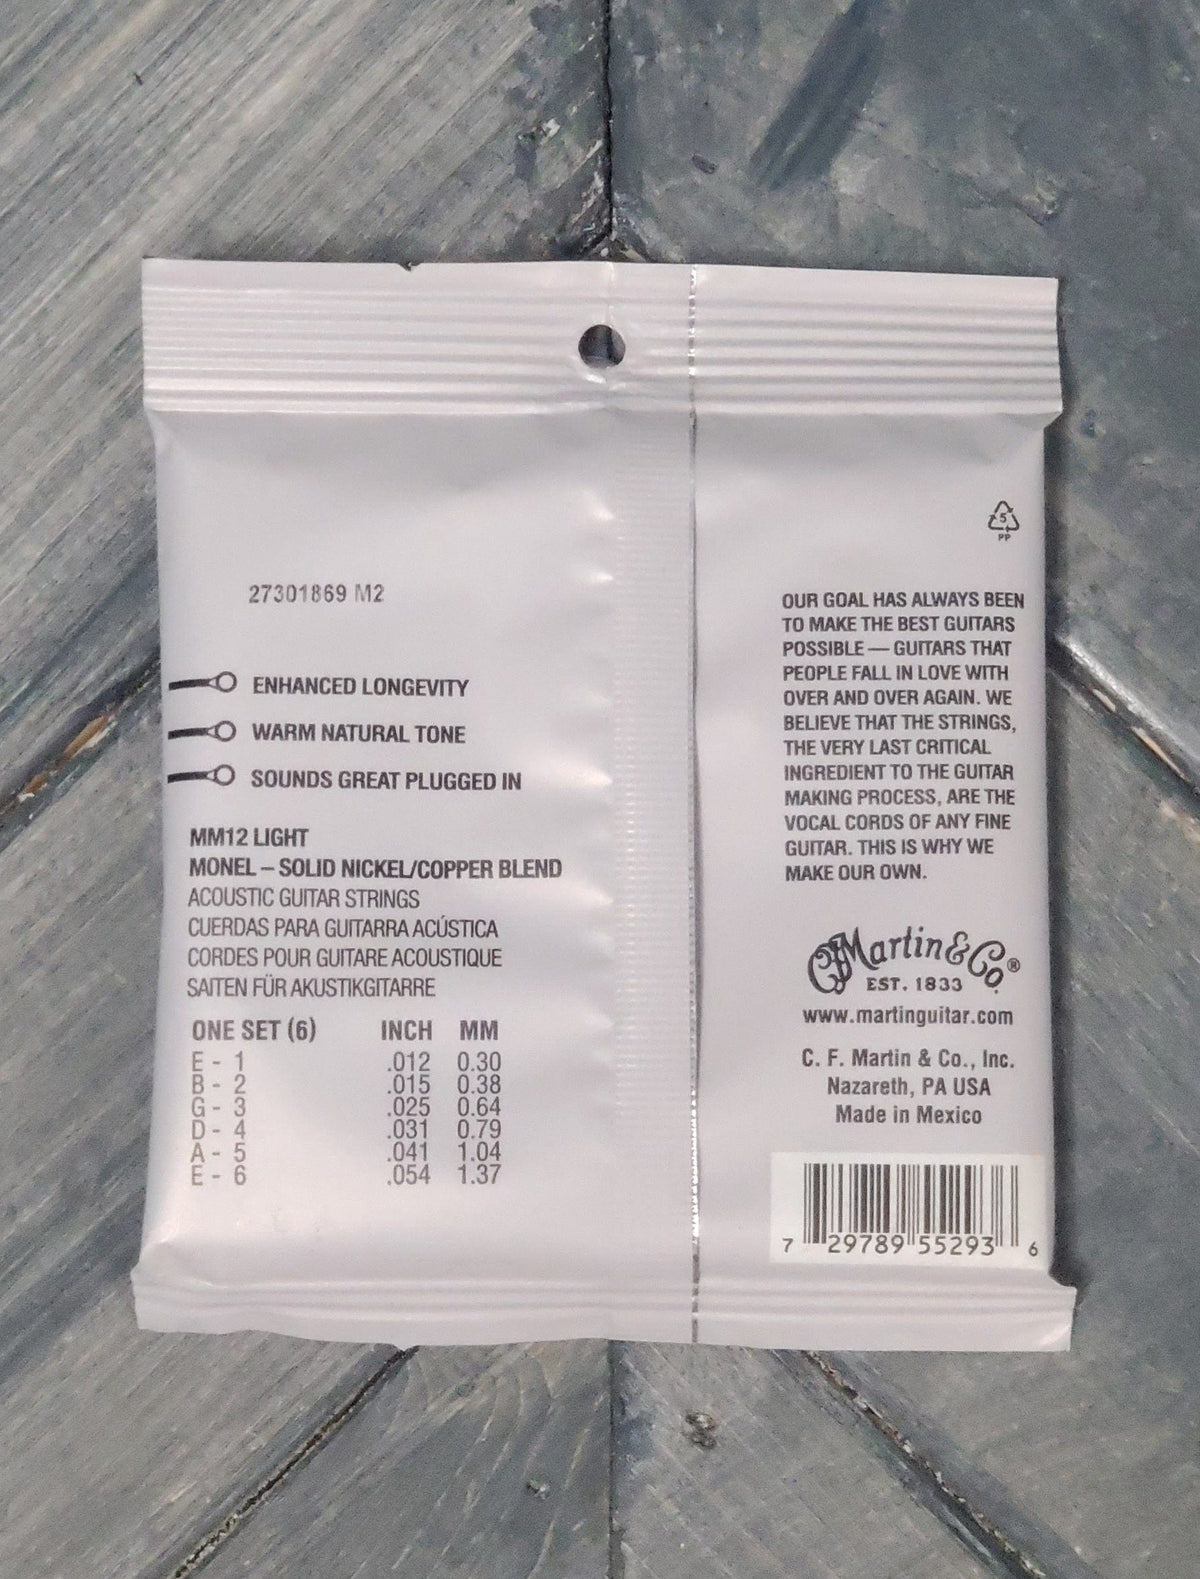 27301869 M2
ENHANCED LONGEVITY
WARM NATURAL TONE
SOUNDS GREAT PLUGGED IN
MM12 LIGHT
MONEL – SOLID NICKEL/COPPER BLEND
ACOUSTIC GUITAR STRINGS
CUERDAS PARA GUITARRA ACÚSTICA
CORDES POUR GUITARE ACOUSTIQUE
SAITEN FÜR AKUSTIKGITARRE
ONE SET (6) INCH MM
E - 1 .012 0.30
B - 2 .015 0.38
G - 3 .025 0.64
D - 4 .031 0.79
A - 5 .041 1.04
E - 6 .054 1.37
5
PP
OUR GOAL HAS ALWAYS BEEN
TO MAKE THE BEST GUITARS
POSSIBLE — GUITARS THAT
PEOPLE FALL IN LOVE WITH
OVER AND OVER AGAIN. WE
BELIEVE THAT THE STRINGS,
THE VERY LAST CRITICAL
INGREDIENT TO THE GUITAR
MAKING PROCESS, ARE THE
VOCAL CORDS OF ANY FINE
GUITAR. THIS IS WHY WE
MAKE OUR OWN.
CF Martin & Co.®
EST. 1833
www.martinguitar.com
C. F. Martin & Co., Inc.
Nazareth, PA USA
Made in Mexico
7 29789 55293 6